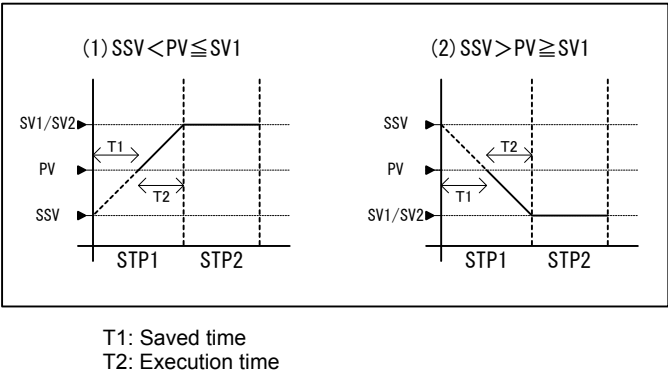 (1) SSV＜PV≦SV1
SV1/SV2
T1
PV
T2
SSV
STP1 STP2
(2) SSV＞PV≧SV1
SSV
T2
PV
T1
SV1/SV2
STP1 STP2
T1: Saved time
T2: Execution time